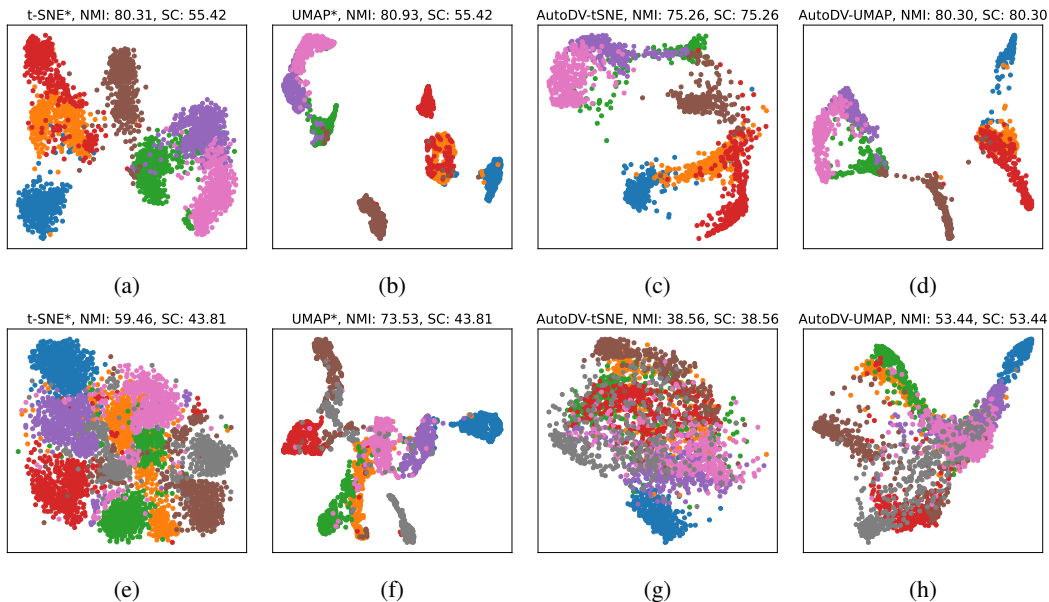 t-SNE*, NMI: 80.31, SC: 55.42
UMAP*, NMI: 80.93, SC: 55.42
AutoDV-tSNE, NMI: 75.26, SC: 75.26
AutoDV-UMAP, NMI: 80.30, SC: 80.30
(a)
(b)
(c)
(d)
t-SNE*, NMI: 59.46, SC: 43.81
UMAP*, NMI: 73.53, SC: 43.81
AutoDV-tSNE, NMI: 38.56, SC: 38.56
AutoDV-UMAP, NMI: 53.44, SC: 53.44
(e)
(f)
(g)
(h)